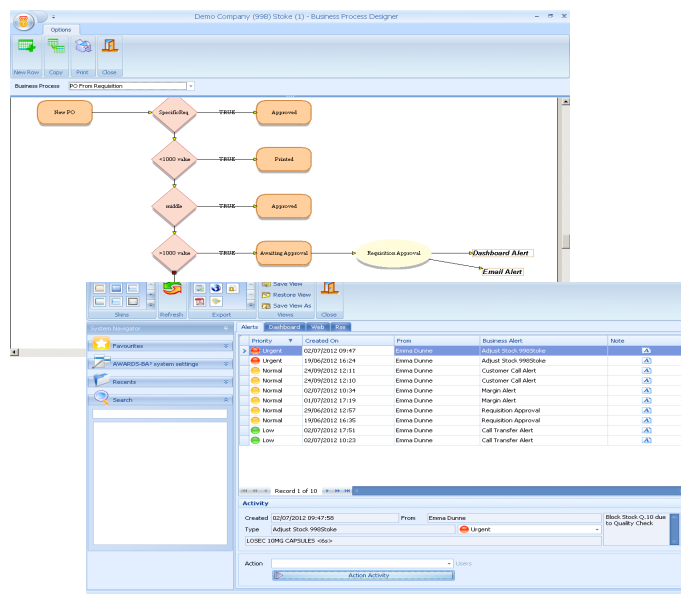 Demo Company (99B) Stoke (1) - Business Process Designer
Options
New Row Copy Print Close
Business Process PO From Requisition
New PO SpecificReq TRUE Approved
<1000 value TRUE Printed
middle TRUE Approved
>1000 value TRUE Awaiting Approval Requisition Approval Dashboard Alert
Email Alert
Save View
Restore View
Save View As
Skins Refresh Export Views Close
System Navigator
Favourites
AWARDS-BA* system settings
Recents
Search
Alerts Dashboard Web Rss
Priority Created On From Business Alert Note
Urgent 02/07/2012 09:47 Emma Dunne Adjust Stock 99BStoke A
Urgent 19/06/2012 16:24 Emma Dunne Adjust Stock 99BStoke A
Normal 24/09/2012 12:11 Emma Dunne Customer Call Alert A
Normal 24/09/2012 12:10 Emma Dunne Customer Call Alert A
Normal 02/07/2012 10:34 Emma Dunne Margin Alert A
Normal 01/07/2012 17:19 Emma Dunne Margin Alert A
Normal 29/06/2012 12:57 Emma Dunne Requisition Approval A
Normal 19/06/2012 16:35 Emma Dunne Requisition Approval A
Low 02/07/2012 17:51 Emma Dunne Call Transfer Alert A
Low 02/07/2012 10:23 Emma Dunne Call Transfer Alert A
Record 1 of 10
Activity
Created 02/07/2012 09:47:58 From Emma Dunne Block Stock Q.10 due
to Quality Check
Type Adjust Stock 99BStoke Urgent
LOSEC 10MG CAPSULES <6s>
Action Users
Action Activity